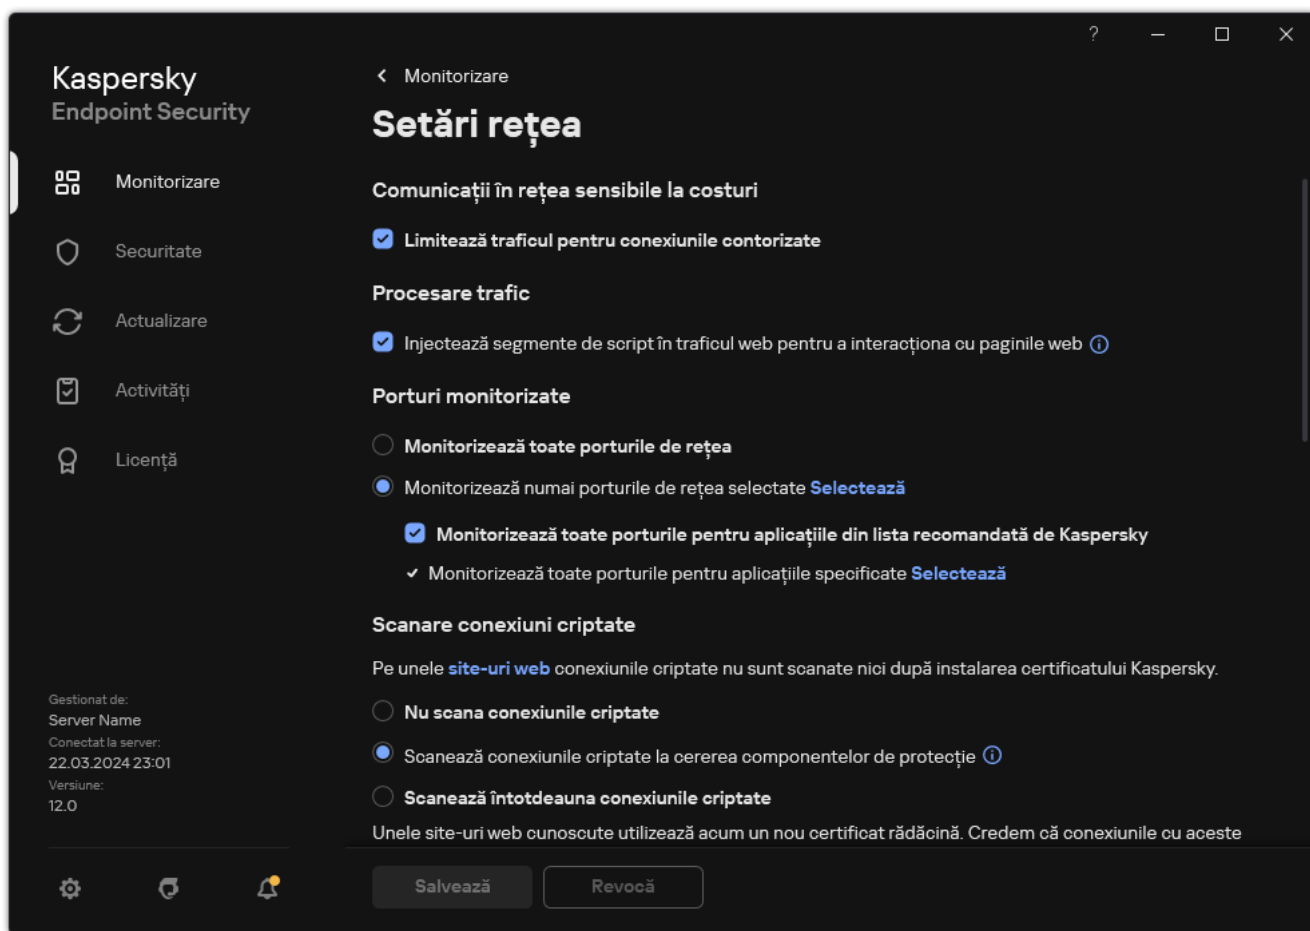 ?
Kaspersky
Endpoint Security
Monitorizare
Securitate
Actualizare
Activități
Licență
Gestionat de:
Server Name
Conectat la server:
22.03.2024 23:01
Versiune:
12.0
Monitorizare
Setări rețea
Comunicații în rețea sensibile la costuri
Limitează traficul pentru conexiunile contorizate
Procesare trafic
Injectează segmente de script în traficul web pentru a interacționa cu paginile web
Porturi monitorizate
Monitorizează toate porturile de rețea
Monitorizează numai porturile de rețea selectate Selectează
Monitorizează toate porturile pentru aplicațiile din lista recomandată de Kaspersky
Monitorizează toate porturile pentru aplicațiile specificate Selectează
Scanare conexiuni criptate
Pe unele site-uri web conexiunile criptate nu sunt scanate nici după instalarea certificatului Kaspersky.
Nu scana conexiunile criptate
Scanează conexiunile criptate la cererea componentelor de protecție
Scanează întotdeauna conexiunile criptate
Unele site-uri web cunoscute utilizează acum un nou certificat rădăcină. Credem că conexiunile cu aceste
Salvează
Revocă